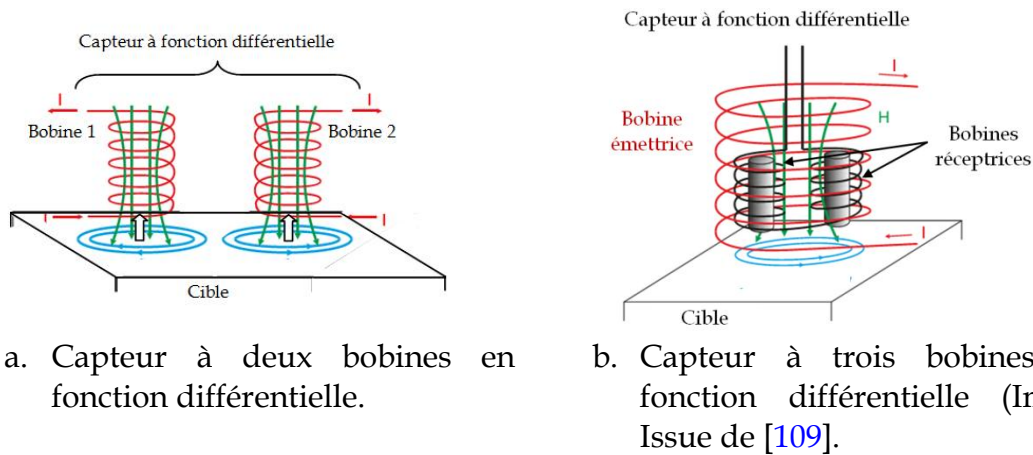 Capteur à fonction différentielle
I
I
Bobine 1
Bobine 2
I
I
Cible
a. Capteur à deux bobines en
fonction différentielle.
Capteur à fonction différentielle
I
Bobine
émettrice
H
Bobines
réceptrices
I
Cible
b. Capteur à trois bobines
fonction différentielle (Im
Issue de [109].